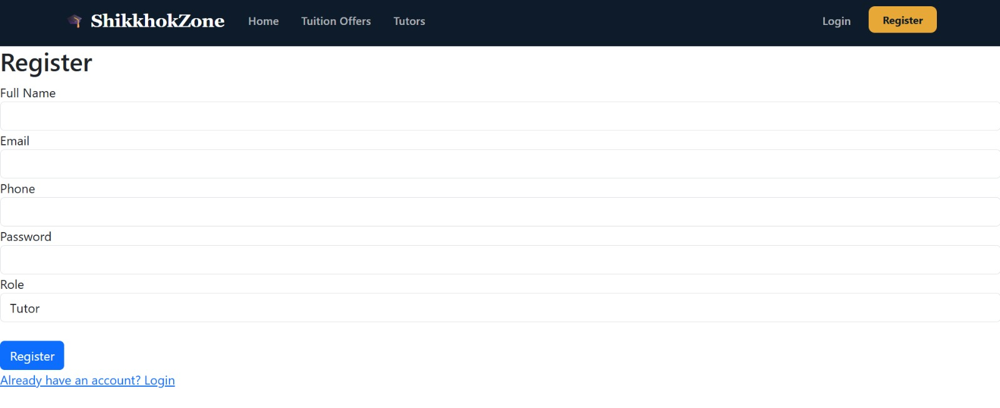 ShikkhokZone Home Tuition Offers Tutors Login Register
Register
Full Name
Email
Phone
Password
Role
Tutor
Register
Already have an account? Login